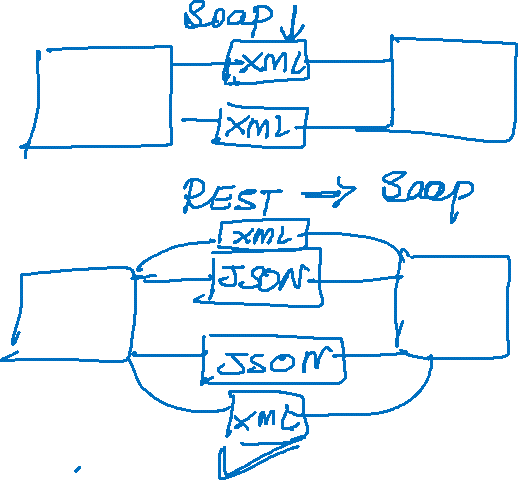 Soap
XML
XML
REST → Soap
XML
JSON
JSON
XML